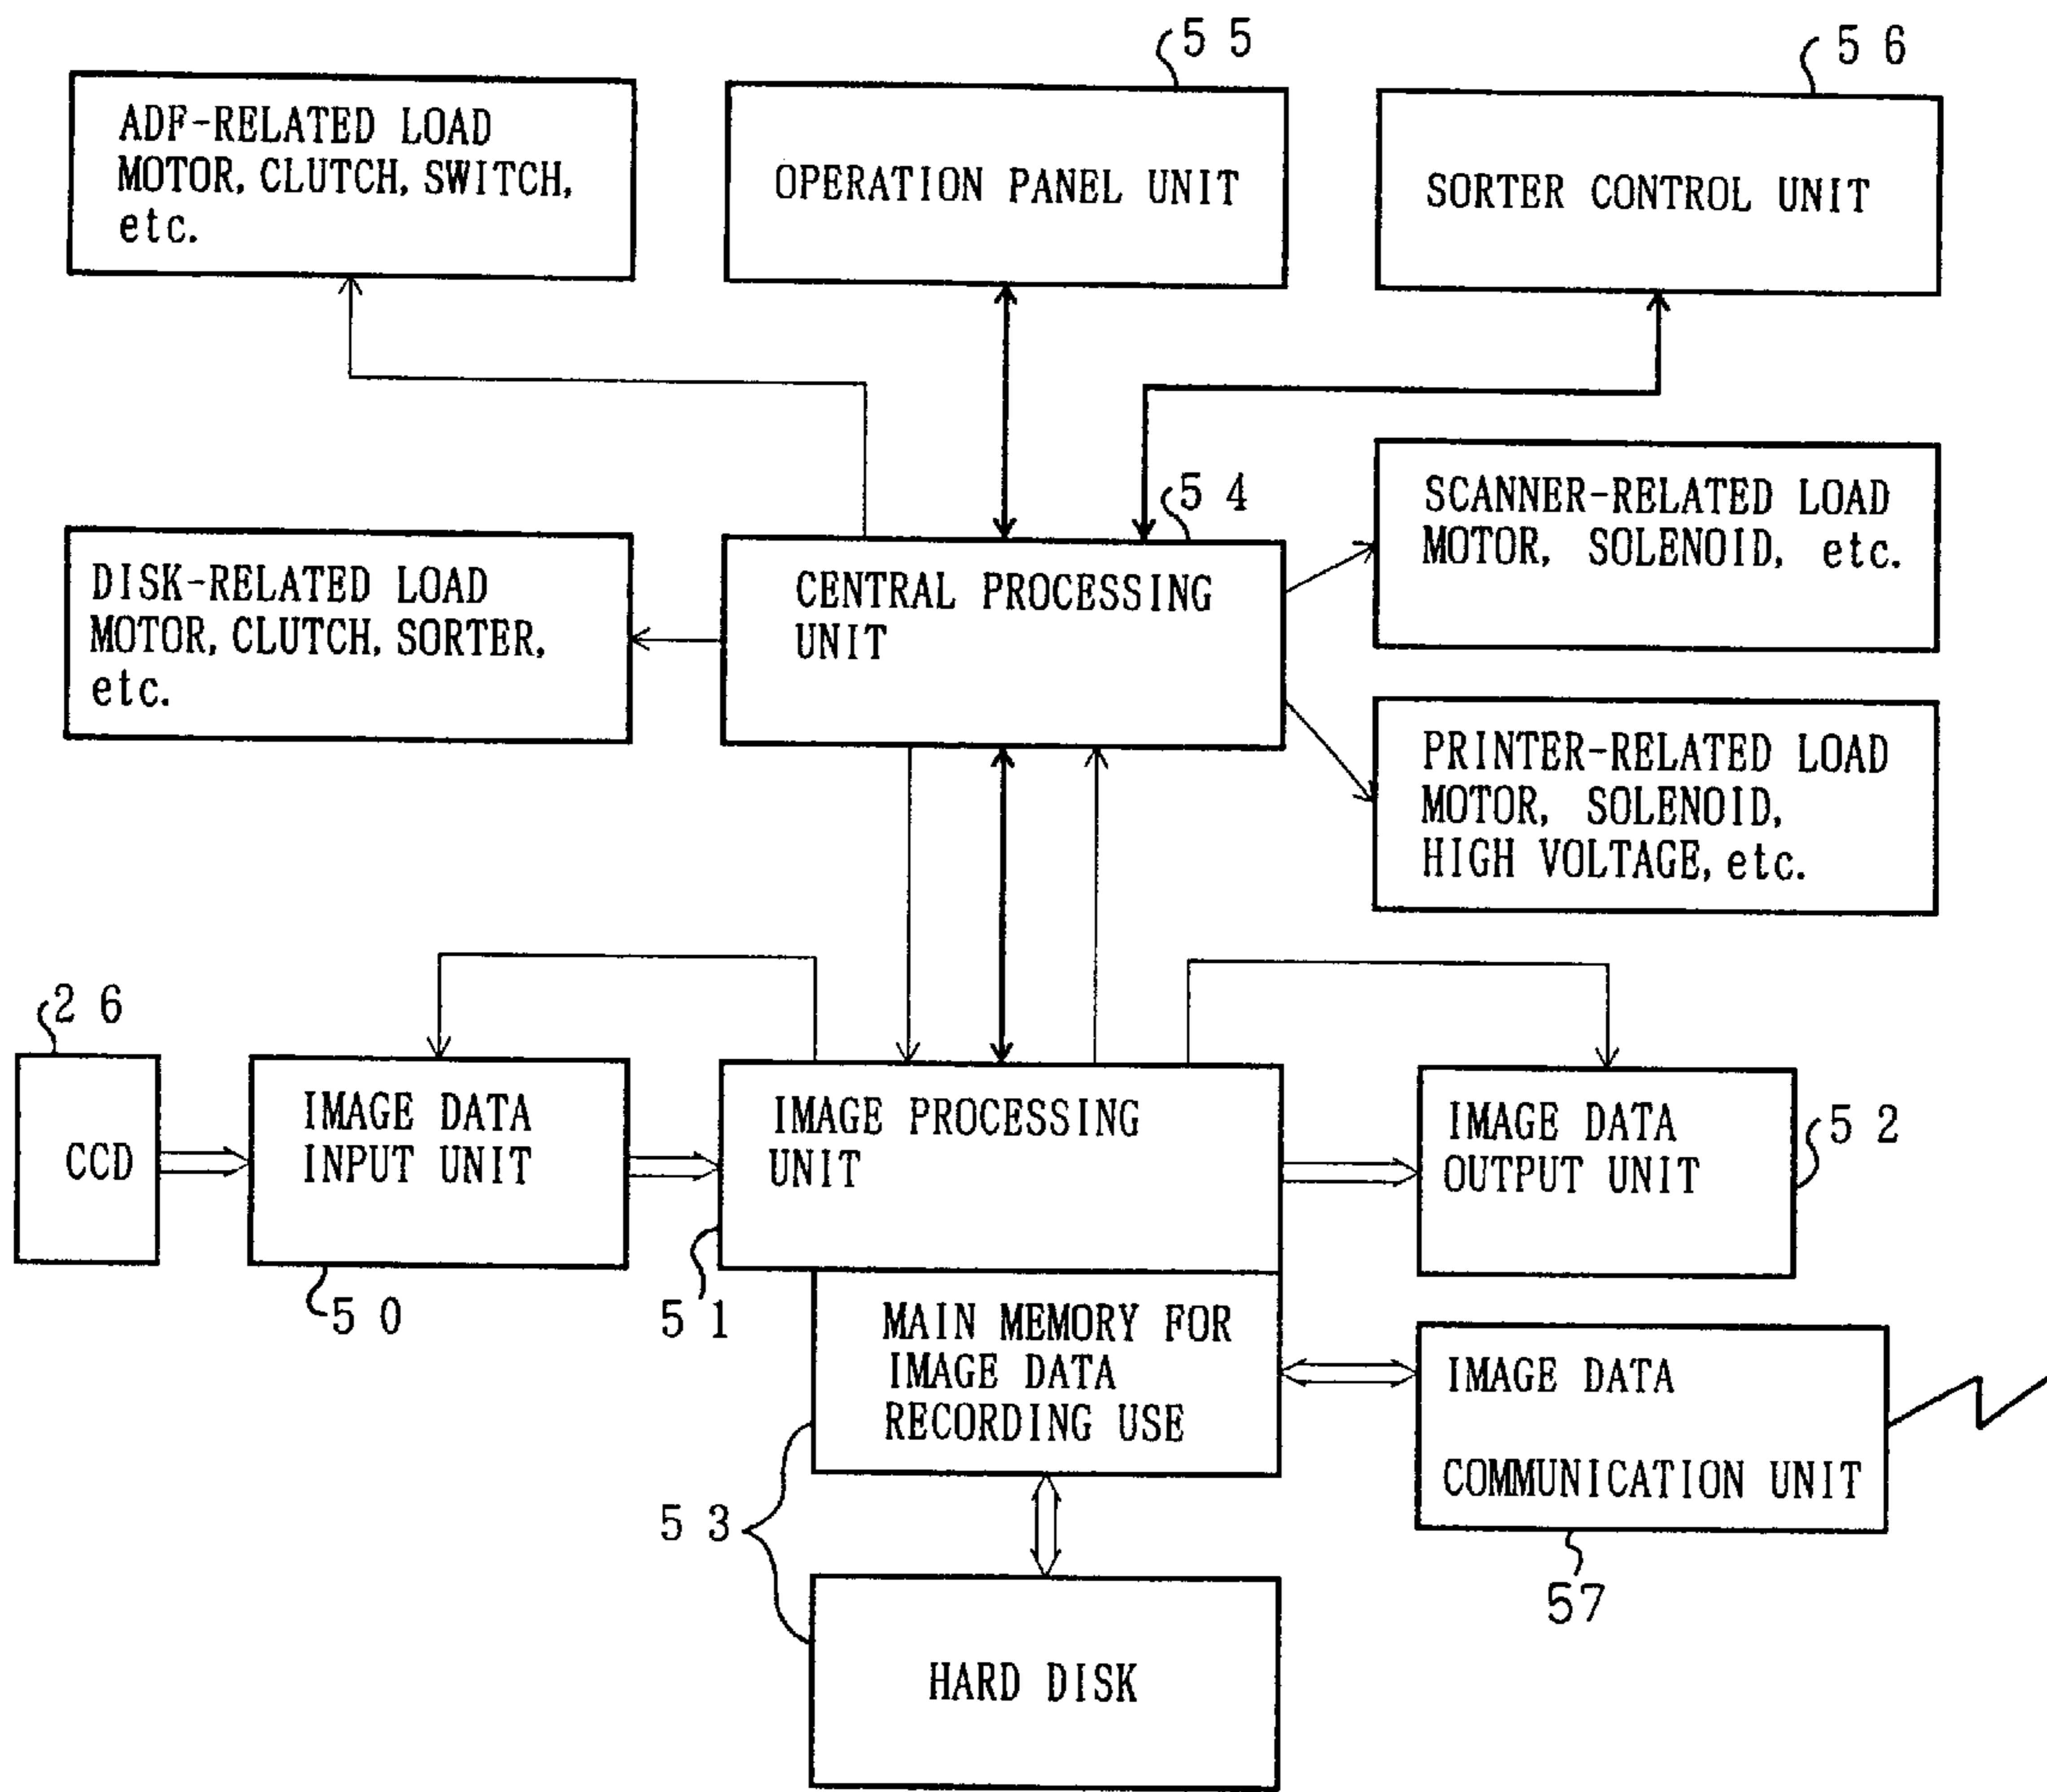 55
56
ADF-RELATED LOAD
MOTOR, CLUTCH, SWITCH,
etc.
OPERATION PANEL UNIT
SORTER CONTROL UNIT
54
SCANNER-RELATED LOAD
MOTOR, SOLENOID, etc.
DISK-RELATED LOAD
MOTOR, CLUTCH, SORTER,
etc.
CENTRAL PROCESSING
UNIT
PRINTER-RELATED LOAD
MOTOR, SOLENOID,
HIGH VOLTAGE, etc.
26
CCD
IMAGE DATA
INPUT UNIT
50
IMAGE PROCESSING
UNIT
51
IMAGE DATA
OUTPUT UNIT
52
MAIN MEMORY FOR
IMAGE DATA
RECORDING USE
53
IMAGE DATA
COMMUNICATION UNIT
57
HARD DISK